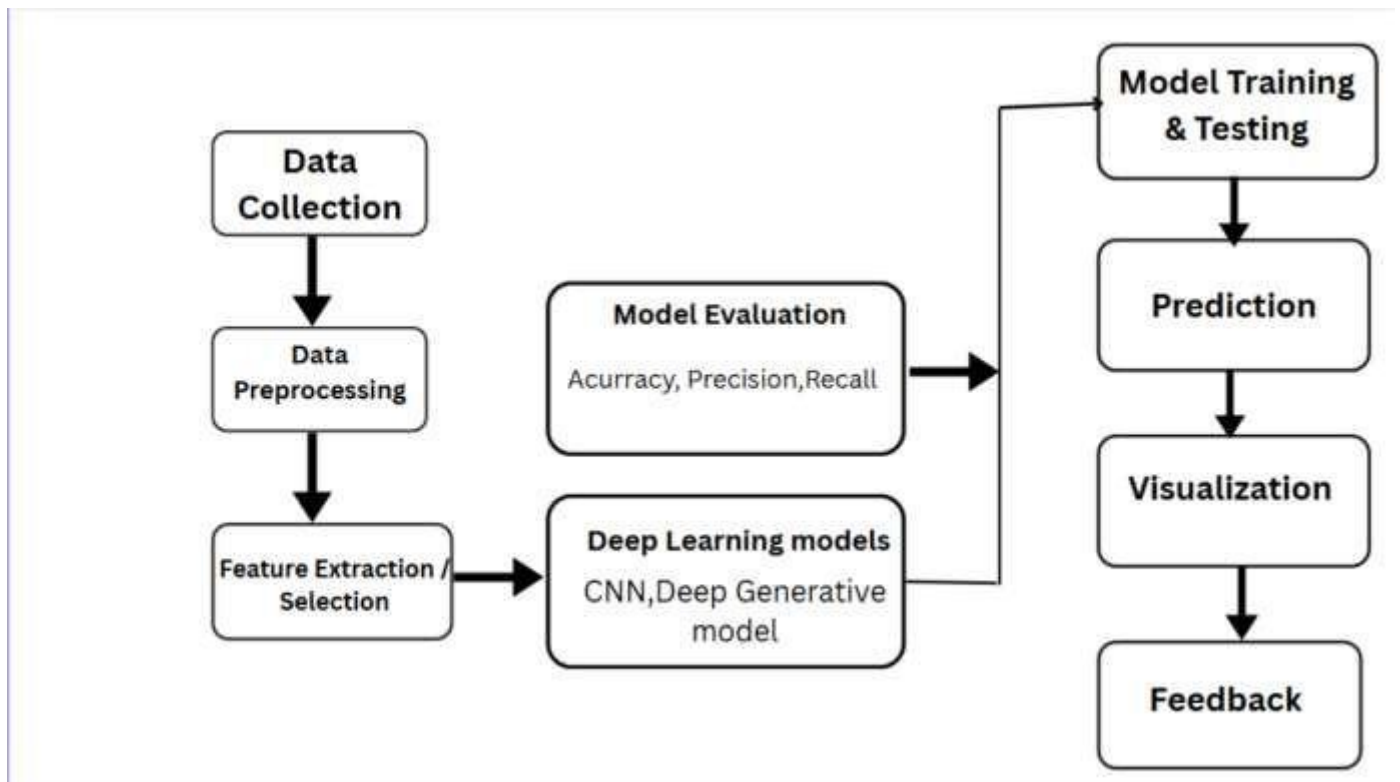 Data
Collection
Data
Preprocessing
Feature Extraction /
Selection
Model Evaluation
Acurracy, Precision,Recall
Deep Learning models
CNN,Deep Generative
model
Model Training
& Testing
Prediction
Visualization
Feedback